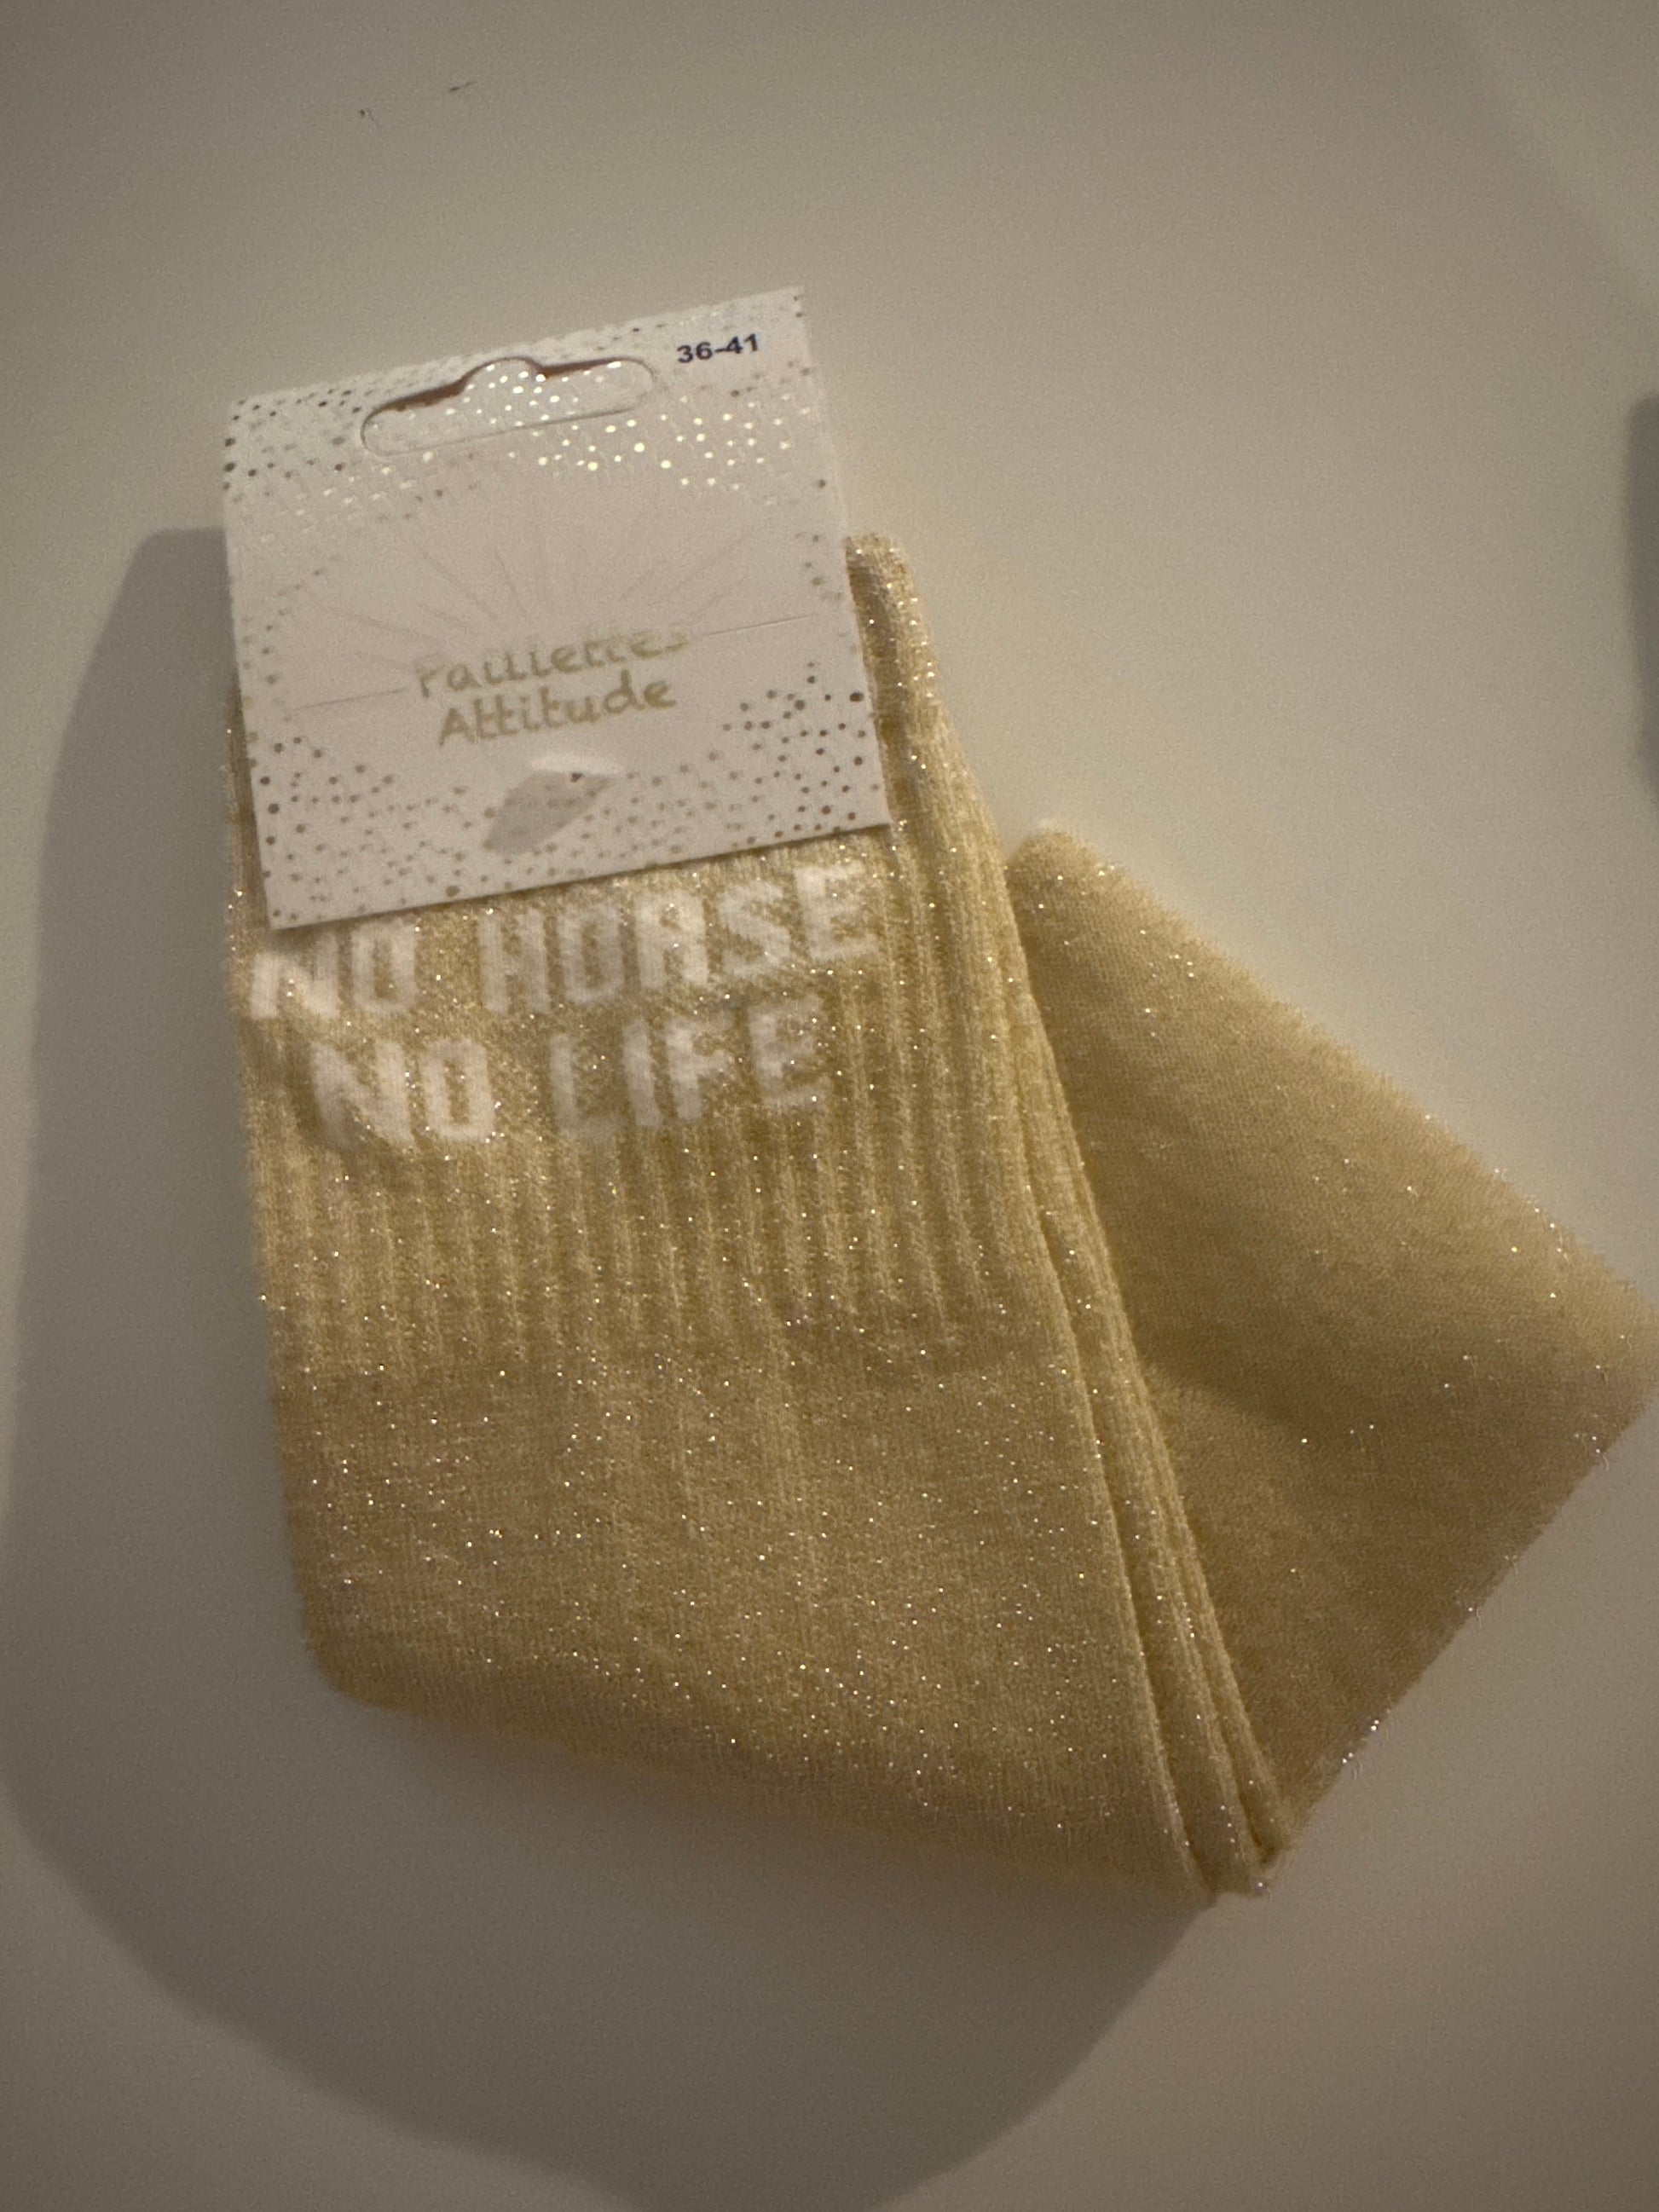 36-41
Paillettes
Attitude
NO HORSE
NO LIFE